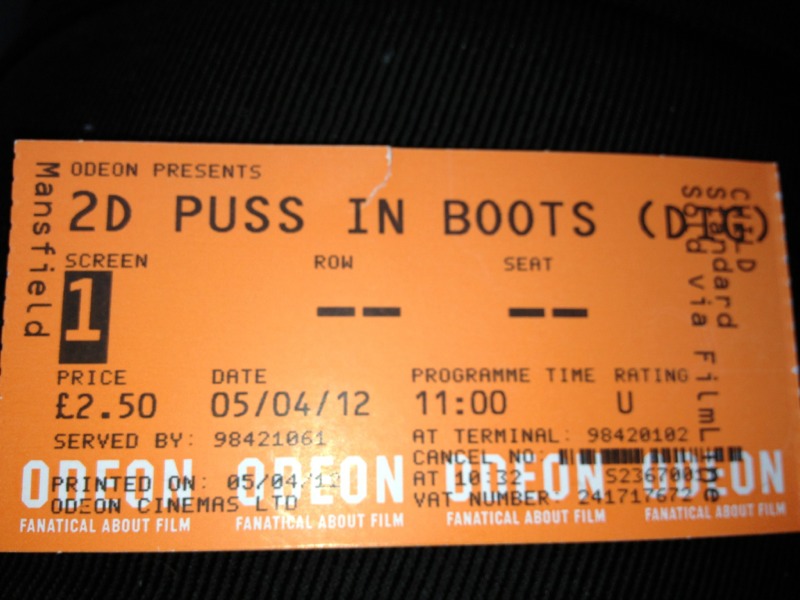 Mansfield
ODEON PRESENTS
2D PUSS IN BOOTS (DIG)
SCREEN ROW SEAT
1 -- --
PRICE DATE PROGRAMME TIME RATING
£2.50 05/04/12 11:00 U
SERVED BY: 98421061 AT TERMINAL: 98420102
CANCEL NO:
PRINTED ON: 05/04/12 AT 10:32
ODEON CINEMAS LTD VAT NUMBER: 241717672
CHILD
Standard
Sold via FilmLine
ODEON ODEON ODEON ODEON
FANATICAL ABOUT FILM FANATICAL ABOUT FILM FANATICAL ABOUT FILM FANATICAL ABOUT FILM